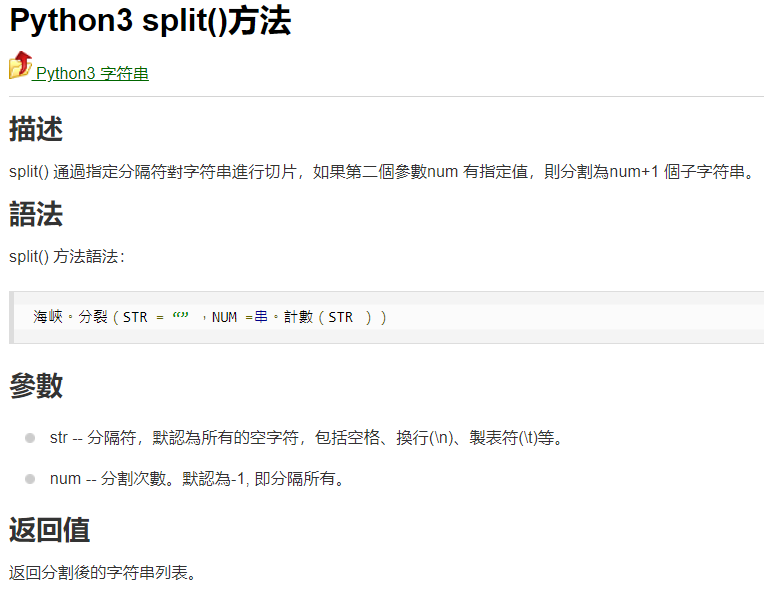 Python3 split()方法
Python3 字符串
描述
split() 通過指定分隔符對字符串進行切片，如果第二個參數num 有指定值，則分割為num+1 個子字符串。
語法
split() 方法語法：
海峽。分裂（STR = “” ，NUM =串。計數（STR ））
參數
str -- 分隔符，默認為所有的空字符，包括空格、換行(\n)、製表符(\t)等。
num -- 分割次數。默認為-1, 即分隔所有。
返回值
返回分割後的字符串列表。